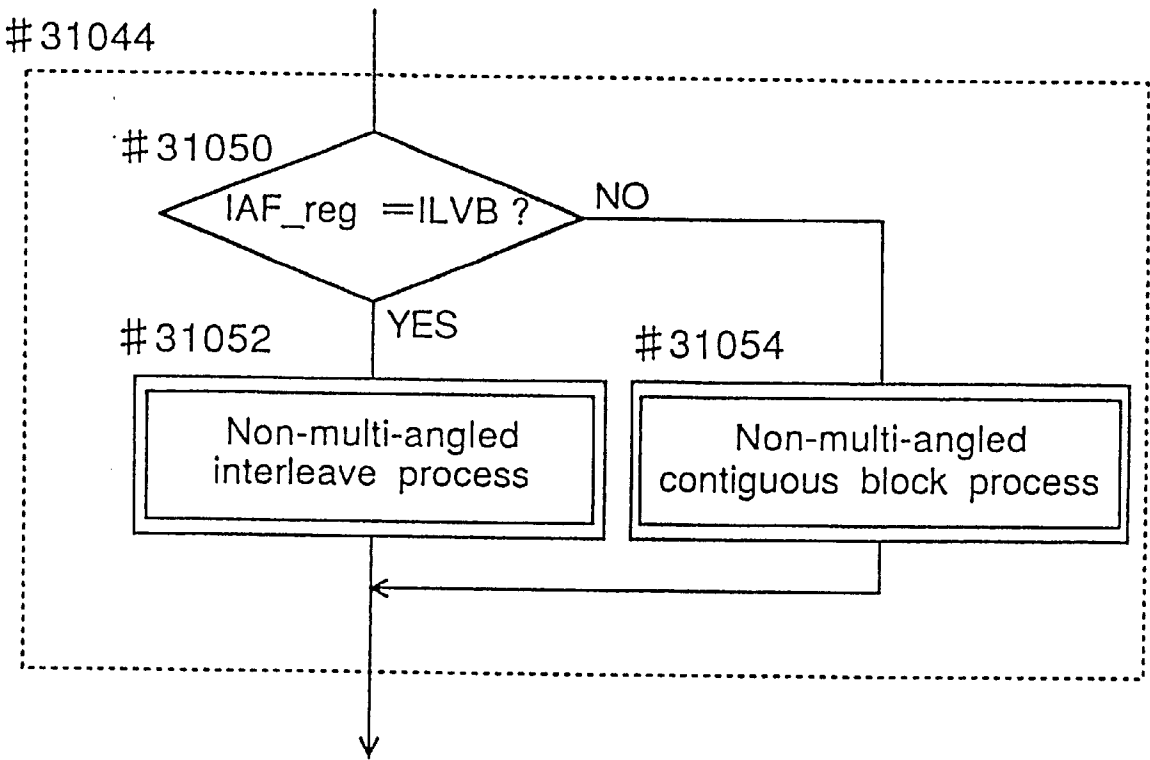 #31044
#31050
IAF_reg =ILVB ?
NO
YES
#31052
#31054
Non-multi-angled
interleave process
Non-multi-angled
contiguous block process